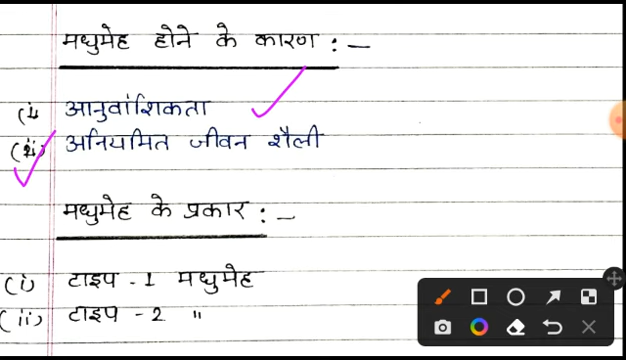 मधुमेह होने के कारण : –
(i) आनुवांशिकता
(ii) अनियमित जीवन शैली
मधुमेह के प्रकार : –
(i) टाइप - 1 मधुमेह
(ii) टाइप - 2 "